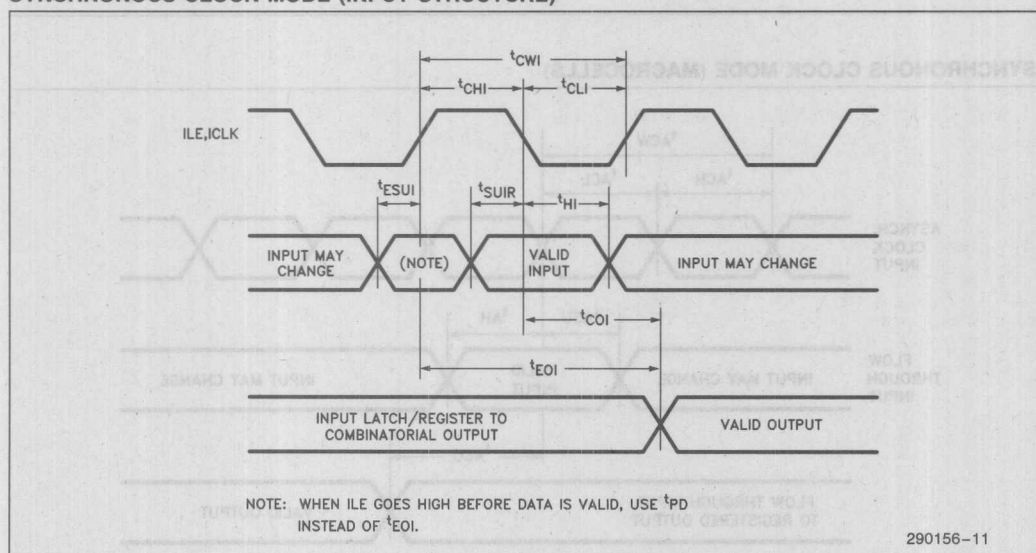 SYNCHRONOUS CLOCK MODE (INPUT STRUCTURE)
tCWI
tCHI
tCLI
ILE,ICLK
tESUI
tSUIR
tHI
INPUT MAY
CHANGE
(NOTE)
VALID
INPUT
INPUT MAY CHANGE
tCOI
tEOI
INPUT LATCH/REGISTER TO
COMBINATORIAL OUTPUT
VALID OUTPUT
NOTE: WHEN ILE GOES HIGH BEFORE DATA IS VALID, USE tPD
INSTEAD OF tEOI.
290156-11